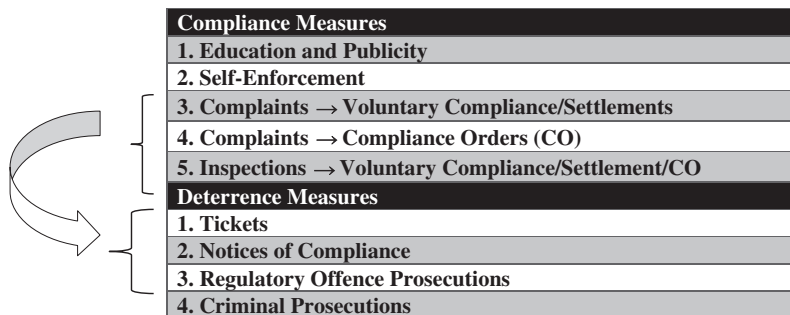 Compliance Measures
1. Education and Publicity
2. Self-Enforcement
3. Complaints → Voluntary Compliance/Settlements
4. Complaints → Compliance Orders (CO)
5. Inspections → Voluntary Compliance/Settlement/CO
Deterrence Measures
1. Tickets
2. Notices of Compliance
3. Regulatory Offence Prosecutions
4. Criminal Prosecutions